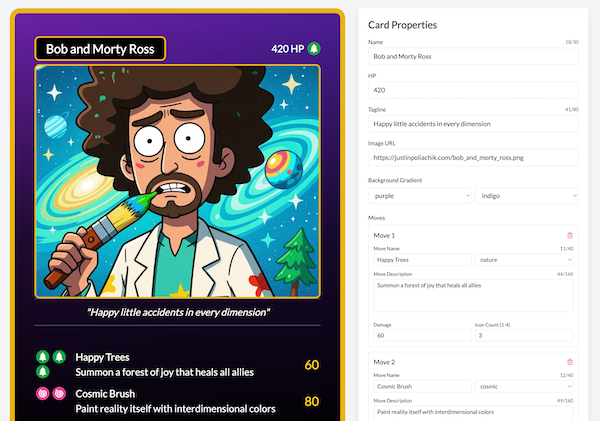 Bob and Morty Ross
420 HP
"Happy little accidents in every dimension"
Happy Trees
Summon a forest of joy that heals all allies
60
Cosmic Brush
Paint reality itself with interdimensional colors
80
Card Properties
Name 18/30
Bob and Morty Ross
HP
420
Tagline 41/80
Happy little accidents in every dimension
Image URL
https://justinpoliachik.com/bob_and_morty_ross.png
Background Gradient
purple indigo
Moves
Move 1
Move Name 11/40
Happy Trees nature
Move Description 44/160
Summon a forest of joy that heals all allies
Damage Icon Count (1-4)
60 3
Move 2
Move Name 12/40
Cosmic Brush cosmic
Move Description 49/160
Paint reality itself with interdimensional colors